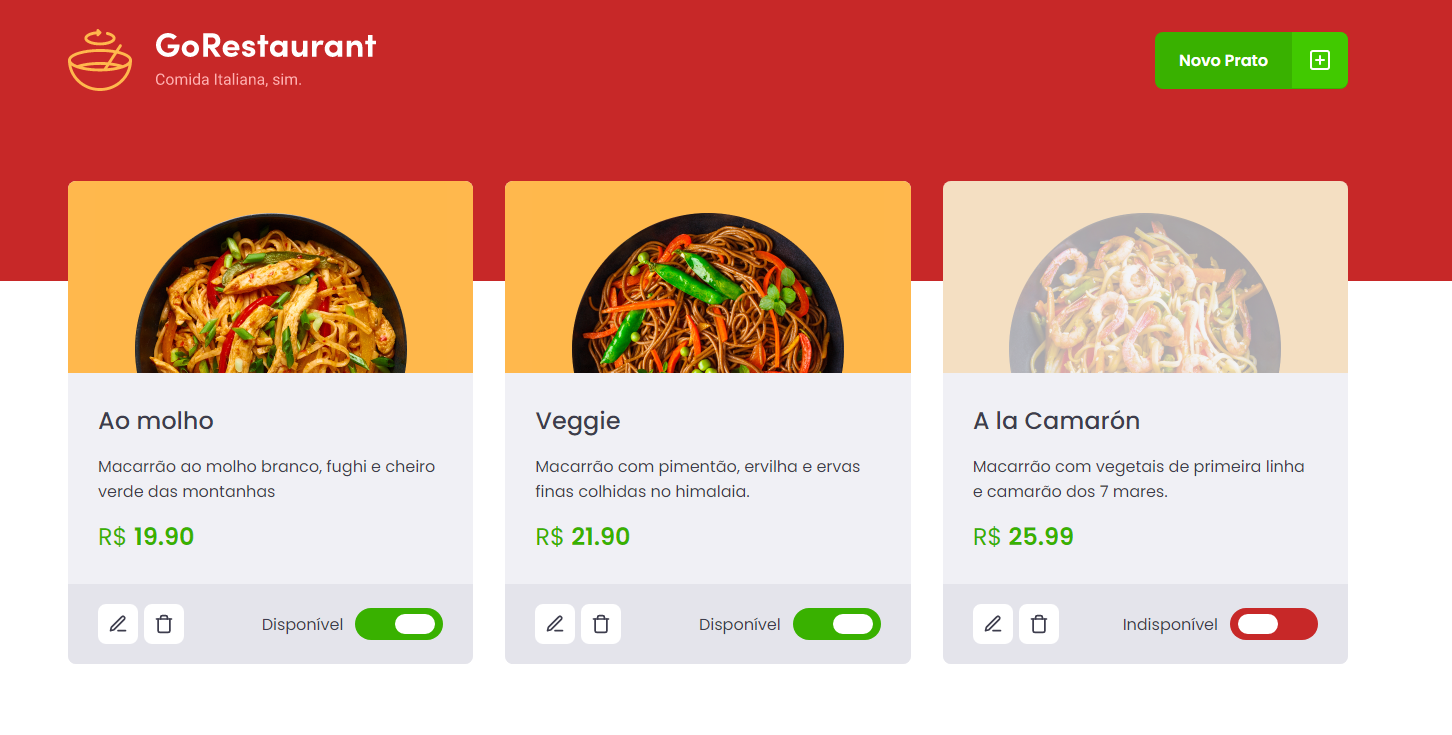 GoRestaurant
Comida Italiana, sim.
Novo Prato
Ao molho
Macarrão ao molho branco, fughi e cheiro
verde das montanhas
R$ 19.90
Disponível
Veggie
Macarrão com pimentão, ervilha e ervas
finas colhidas no himalaia.
R$ 21.90
Disponível
A la Camarón
Macarrão com vegetais de primeira linha
e camarão dos 7 mares.
R$ 25.99
Indisponível